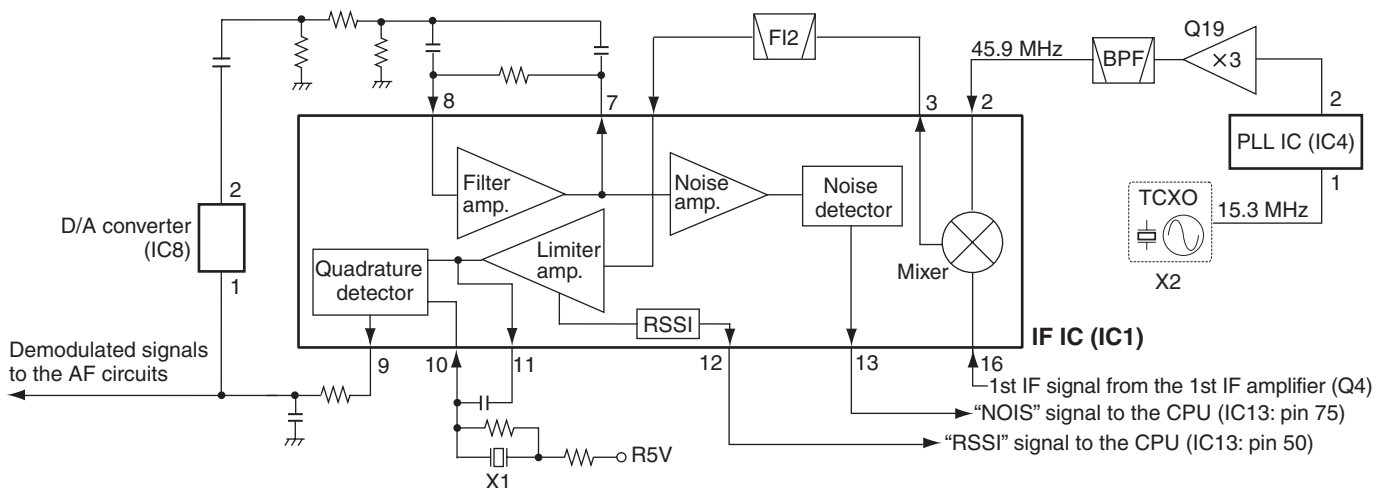 FI2
45.9 MHz
BPF
Q19
×3
8
7
3
2
2
PLL IC (IC4)
1
TCXO
15.3 MHz
X2
2
D/A converter
(IC8)
1
Filter
amp.
Noise
amp.
Noise
detector
Mixer
Quadrature
detector
Limiter
amp.
RSSI
IF IC (IC1)
9
10
11
12
13
16
Demodulated signals
to the AF circuits
1st IF signal from the 1st IF amplifier (Q4)
“NOIS” signal to the CPU (IC13: pin 75)
“RSSI” signal to the CPU (IC13: pin 50)
R5V
X1